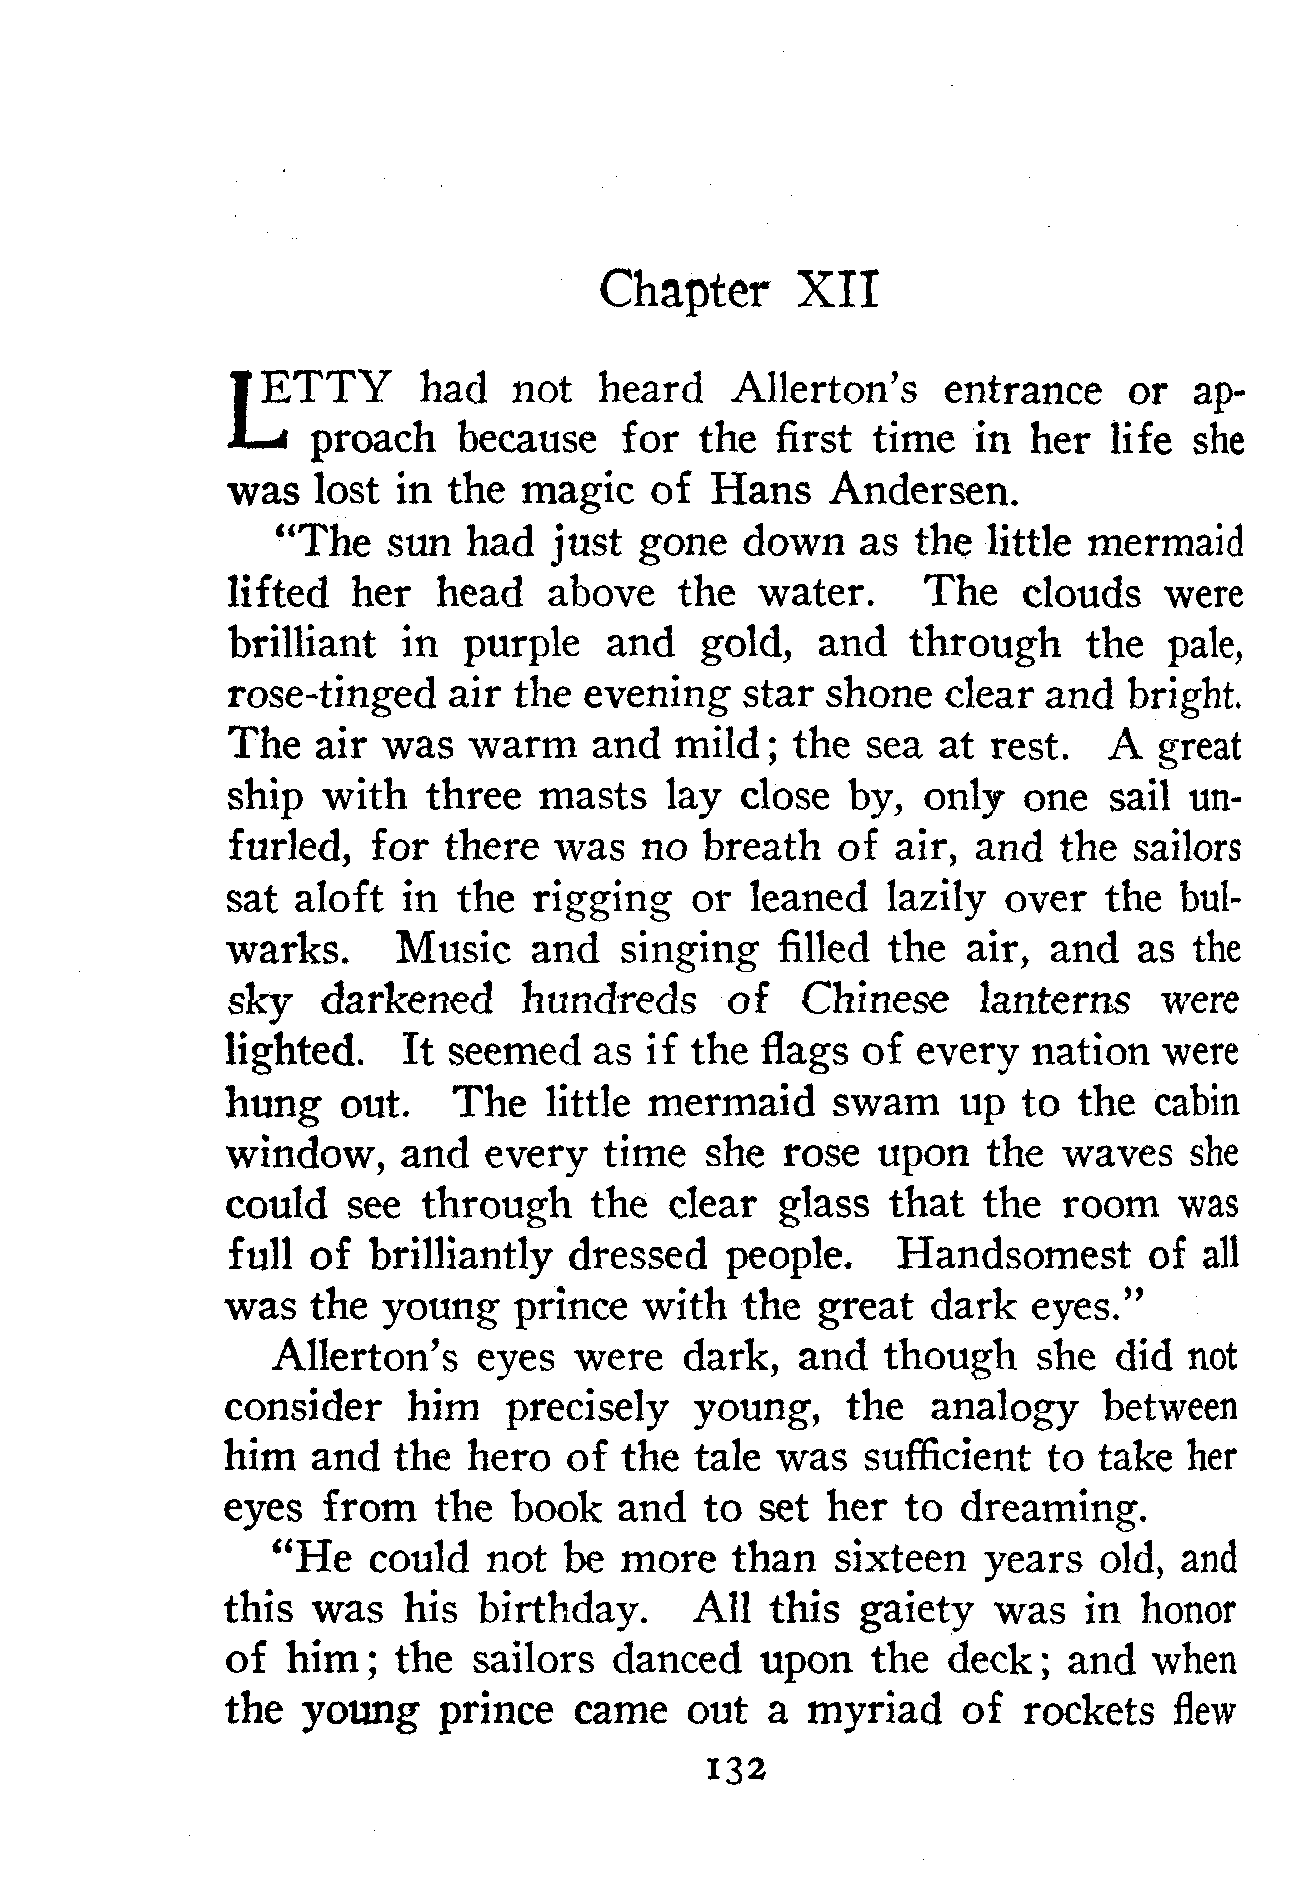 Chapter XII
LETTY had not heard Allerton's entrance or ap-
proach because for the first time in her life she
was lost in the magic of Hans Andersen.
"The sun had just gone down as the little mermaid
lifted her head above the water. The clouds were
brilliant in purple and gold, and through the pale,
rose-tinged air the evening star shone clear and bright.
The air was warm and mild; the sea at rest. A great
ship with three masts lay close by, only one sail un-
furled, for there was no breath of air, and the sailors
sat aloft in the rigging or leaned lazily over the bul-
warks. Music and singing filled the air, and as the
sky darkened hundreds of Chinese lanterns were
lighted. It seemed as if the flags of every nation were
hung out. The little mermaid swam up to the cabin
window, and every time she rose upon the waves she
could see through the clear glass that the room was
full of brilliantly dressed people. Handsomest of all
was the young prince with the great dark eyes."
Allerton's eyes were dark, and though she did not
consider him precisely young, the analogy between
him and the hero of the tale was sufficient to take her
eyes from the book and to set her to dreaming.
"He could not be more than sixteen years old, and
this was his birthday. All this gaiety was in honor
of him; the sailors danced upon the deck; and when
the young prince came out a myriad of rockets flew
132